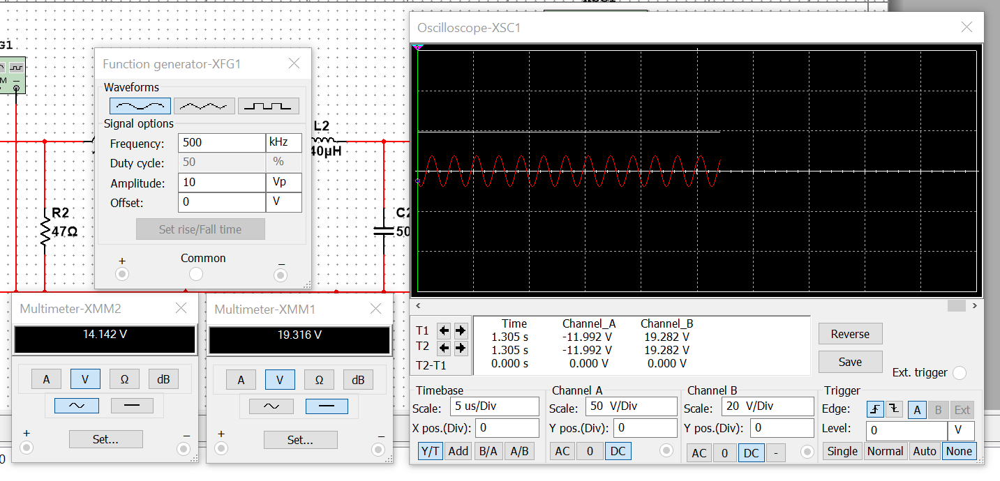 Oscilloscope-XSC1
G1
Function generator-XFG1
Waveforms
Signal options
Frequency: 500 kHz
Duty cycle: 50 %
Amplitude: 10 Vp
Offset: 0 V
Set rise/Fall time
+ Common −
M
L2
40µH
R2
47Ω
C2
50
Multimeter-XMM2
14.142 V
A V Ω dB
+ Set... −
Multimeter-XMM1
19.316 V
A V Ω dB
+ Set... −
0
Time Channel_A Channel_B
T1 1.305 s -11.992 V 19.282 V
T2 1.305 s -11.992 V 19.282 V
T2-T1 0.000 s 0.000 V 0.000 V
Reverse
Save
Ext. trigger
Timebase
Scale: 5 us/Div
X pos.(Div): 0
Y/T Add B/A A/B
Channel A
Scale: 50 V/Div
Y pos.(Div): 0
AC 0 DC
Channel B
Scale: 20 V/Div
Y pos.(Div): 0
AC 0 DC -
Trigger
Edge: A B Ext
Level: 0 V
Single Normal Auto None